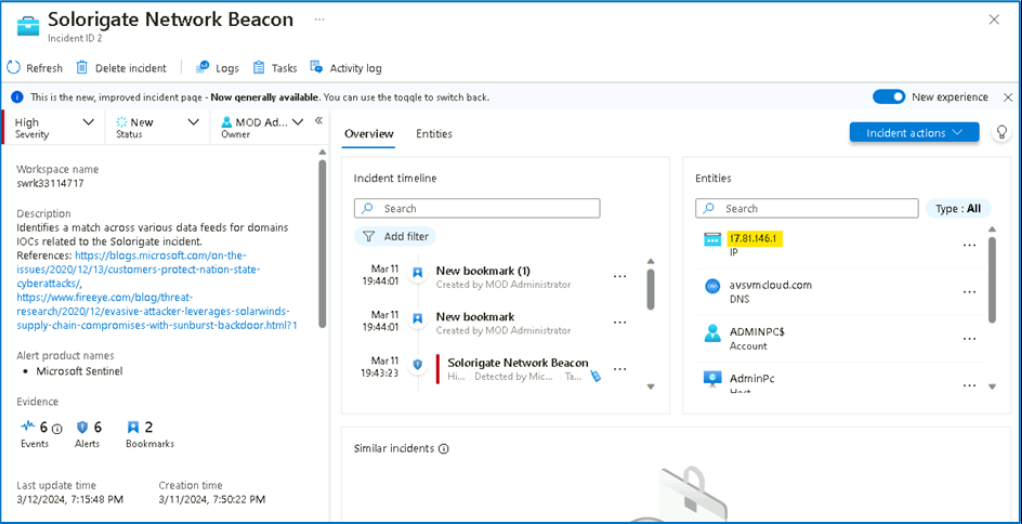 Solorigate Network Beacon ...
Incident ID 2
Refresh Delete incident Logs Tasks Activity log
This is the new, improved incident page - Now generally available. You can use the toggle to switch back.
New experience
High
Severity
New
Status
MOD Ad...
Owner
Workspace name
swrk33114717
Description
Identifies a match across various data feeds for domains
IOCs related to the Solorigate incident.
References: https://blogs.microsoft.com/on-the-
issues/2020/12/13/customers-protect-nation-state-
cyberattacks/,
https://www.fireeye.com/blog/threat-
research/2020/12/evasive-attacker-leverages-solarwinds-
supply-chain-compromises-with-sunburst-backdoor.html?1
Alert product names
• Microsoft Sentinel
Evidence
6 6 2
Events Alerts Bookmarks
Last update time Creation time
3/12/2024, 7:15:48 PM 3/11/2024, 7:50:22 PM
Overview Entities
Incident actions
Incident timeline
Search
Add filter
Mar 11
19:44:01
New bookmark (1)
Created by MOD Administrator
Mar 11
19:44:01
New bookmark
Created by MOD Administrator
Mar 11
19:43:23
Solorigate Network Beacon
Hi... Detected by Mic... Ta...
Entities
Search
Type : All
17.81.146.1
IP
avsvmcloud.com
DNS
ADMINPC$
Account
AdminPc
Host
Similar incidents